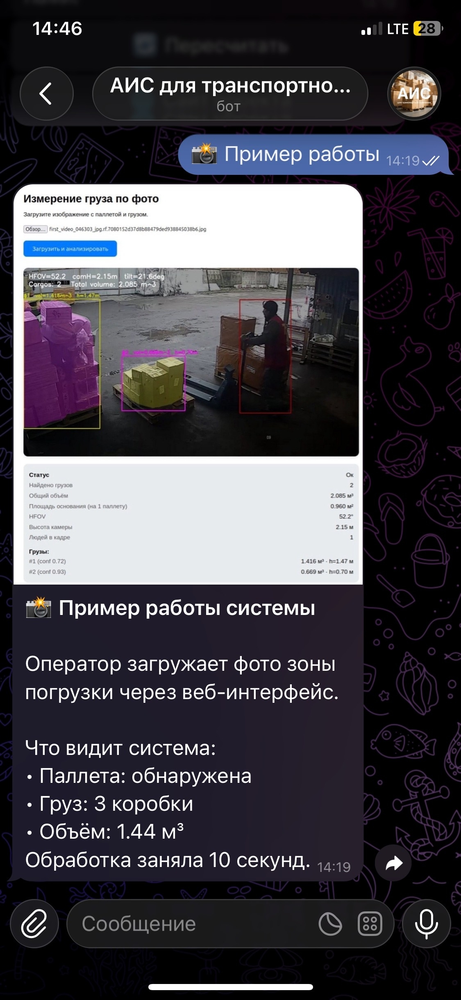 14:46
LTE 28
Пересчитать
АИС для транспортно...
бот
АИС
📸 Пример работы 14:19
Измерение груза по фото
Загрузите изображение с паллетой и грузом.
Обзор... first_video_046303_jpg.rf.7080152d37d8b88479ded938845038b6.jpg
Загрузить и анализировать
HFOV=52.2 camH=2.15m tilt=21.6deg
Cargos: 2 Total volume: 2.085 m~3
#1 vol=1.416m~3 h=1.47m
#2 vol=0.669m~3 h=0.70m
Статус Ок
Найдено грузов 2
Общий объём 2.085 м³
Площадь основания (на 1 паллету) 0.960 м²
HFOV 52.2°
Высота камеры 2.15 м
Людей в кадре 1
Грузы:
#1 (conf 0.72) 1.416 м³ · h=1.47 м
#2 (conf 0.93) 0.669 м³ · h=0.70 м
📸 Пример работы системы
Оператор загружает фото зоны
погрузки через веб-интерфейс.
Что видит система:
• Паллета: обнаружена
• Груз: 3 коробки
• Объём: 1.44 м³
Обработка заняла 10 секунд. 14:19
Сообщение